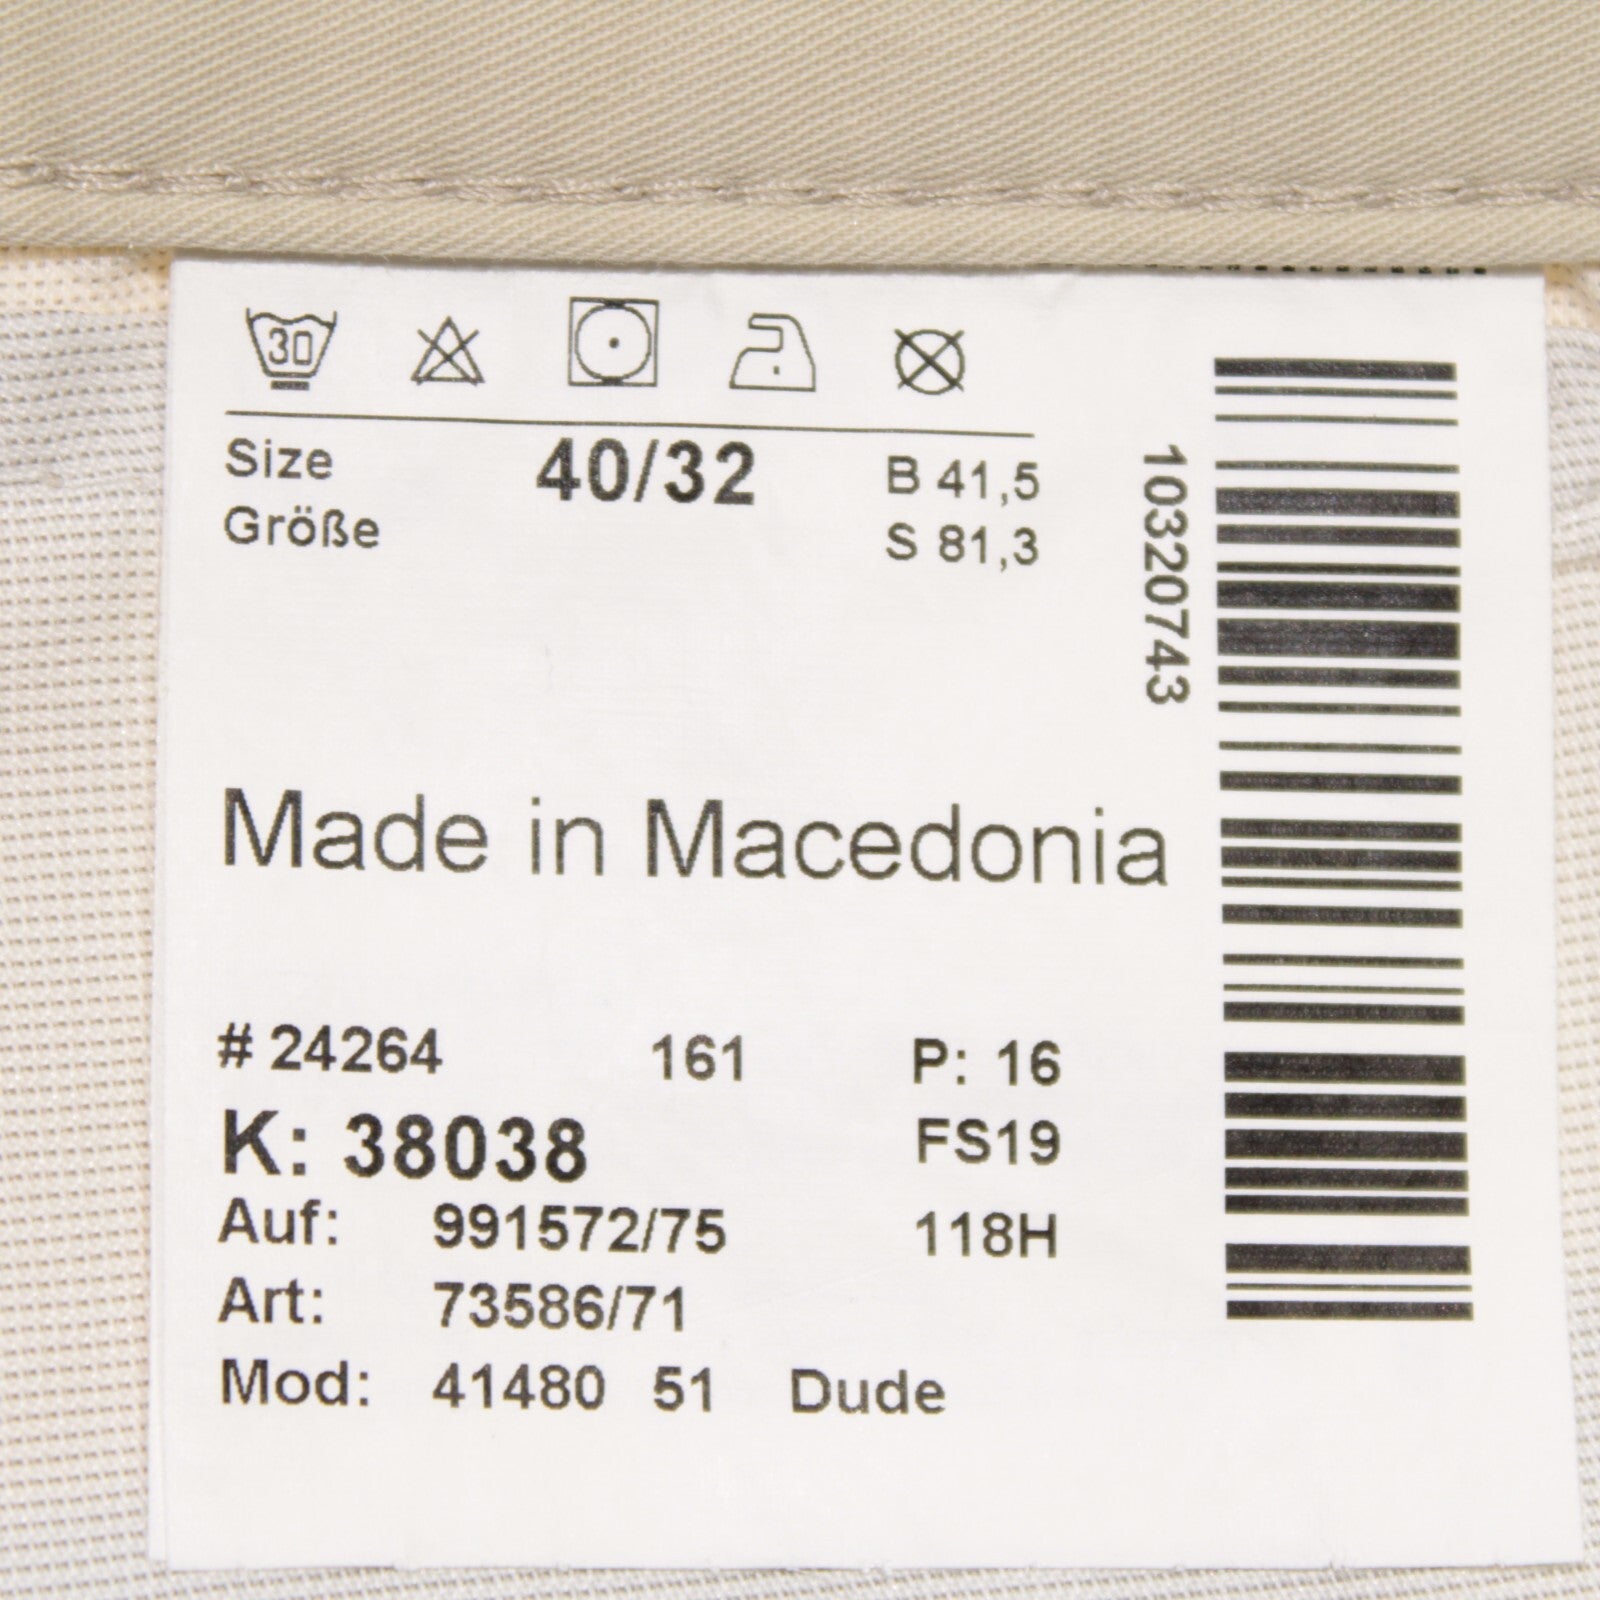 30
Size 40/32 B 41,5
Größe S 81,3
10320743
Made in Macedonia
# 24264 161 P: 16
K: 38038 FS19
Auf: 991572/75 118H
Art: 73586/71
Mod: 41480 51 Dude